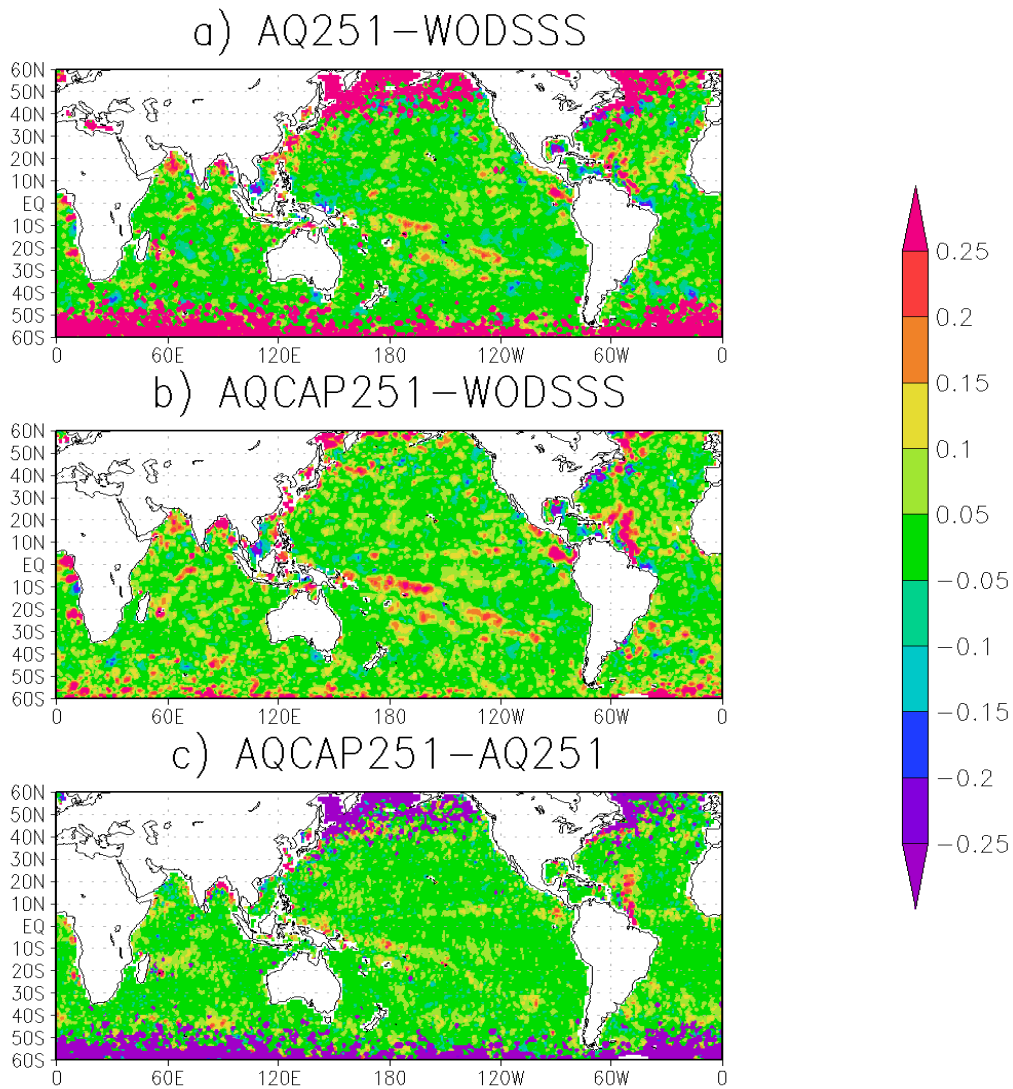 a) AQ251-WODSSS
60N
50N
40N
30N
20N
10N
EQ
10S
20S
30S
40S
50S
60S
0 60E 120E 180 120W 60W 0
b) AQCAP251-WODSSS
60N
50N
40N
30N
20N
10N
EQ
10S
20S
30S
40S
50S
60S
0 60E 120E 180 120W 60W 0
c) AQCAP251-AQ251
60N
50N
40N
30N
20N
10N
EQ
10S
20S
30S
40S
50S
60S
0 60E 120E 180 120W 60W 0
0.25
0.2
0.15
0.1
0.05
-0.05
-0.1
-0.15
-0.2
-0.25